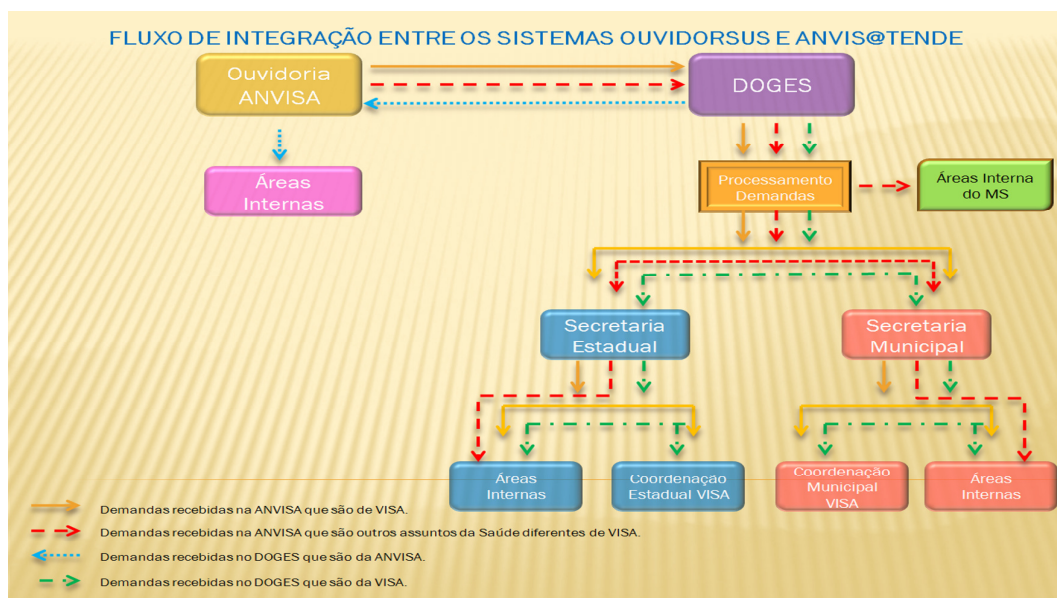 FLUXO DE INTEGRAÇÃO ENTRE OS SISTEMAS OUVIDORSUS E ANVIS@TENDE
Ouvidoria
ANVISA
DOGES
Áreas
Internas
Processamento
Demandas
Áreas Interna
do MS
Secretaria
Estadual
Secretaria
Municipal
Áreas
Internas
Coordenação
Estadual VISA
Coordenação
Municipal
VISA
Áreas
Internas
Demandas recebidas na ANVISA que são de VISA.
Demandas recebidas na ANVISA que são outros assuntos da Saúde diferentes de VISA.
Demandas recebidas no DOGES que são da ANVISA.
Demandas recebidas no DOGES que são da VISA.